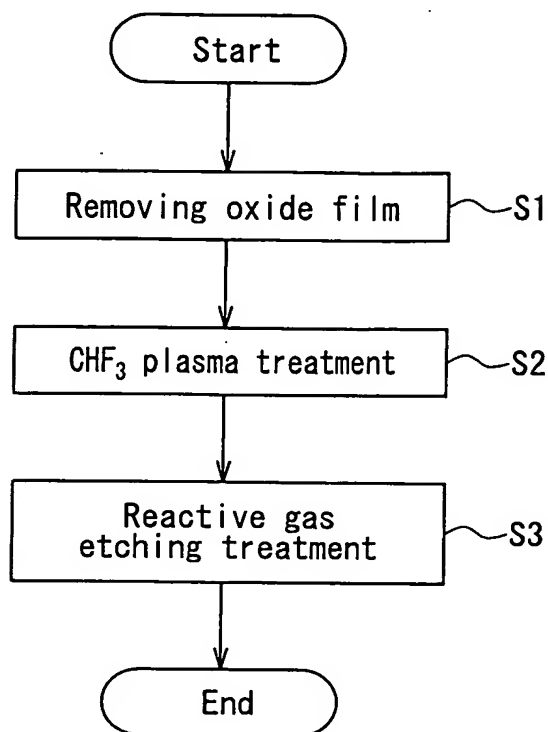 Start
Removing oxide film
S1
CHF₃ plasma treatment
S2
Reactive gas
etching treatment
S3
End